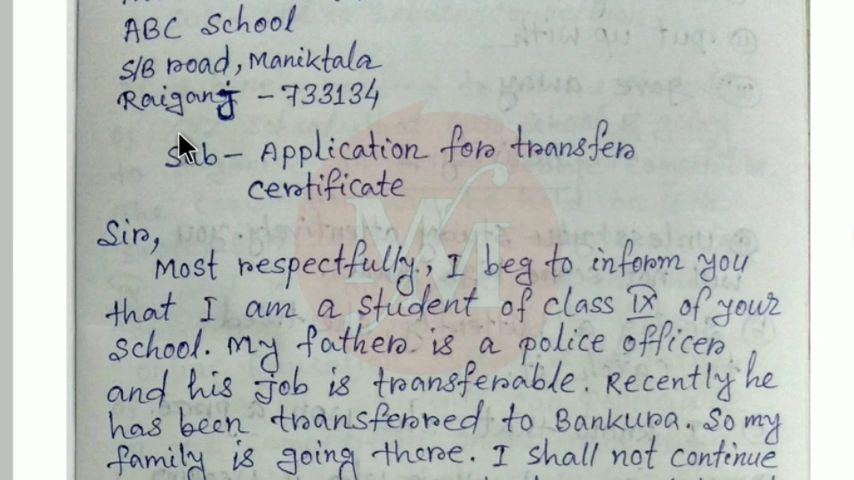 ABC School
S/B road, Maniktala
Raiganj - 733134
Sub - Application for transfer
certificate
Sir,
Most respectfully, I beg to inform you
that I am a student of class IX of your
school. My father is a police officer
and his job is transferable. Recently he
has been transferred to Bankura. So my
family is going there. I shall not continue